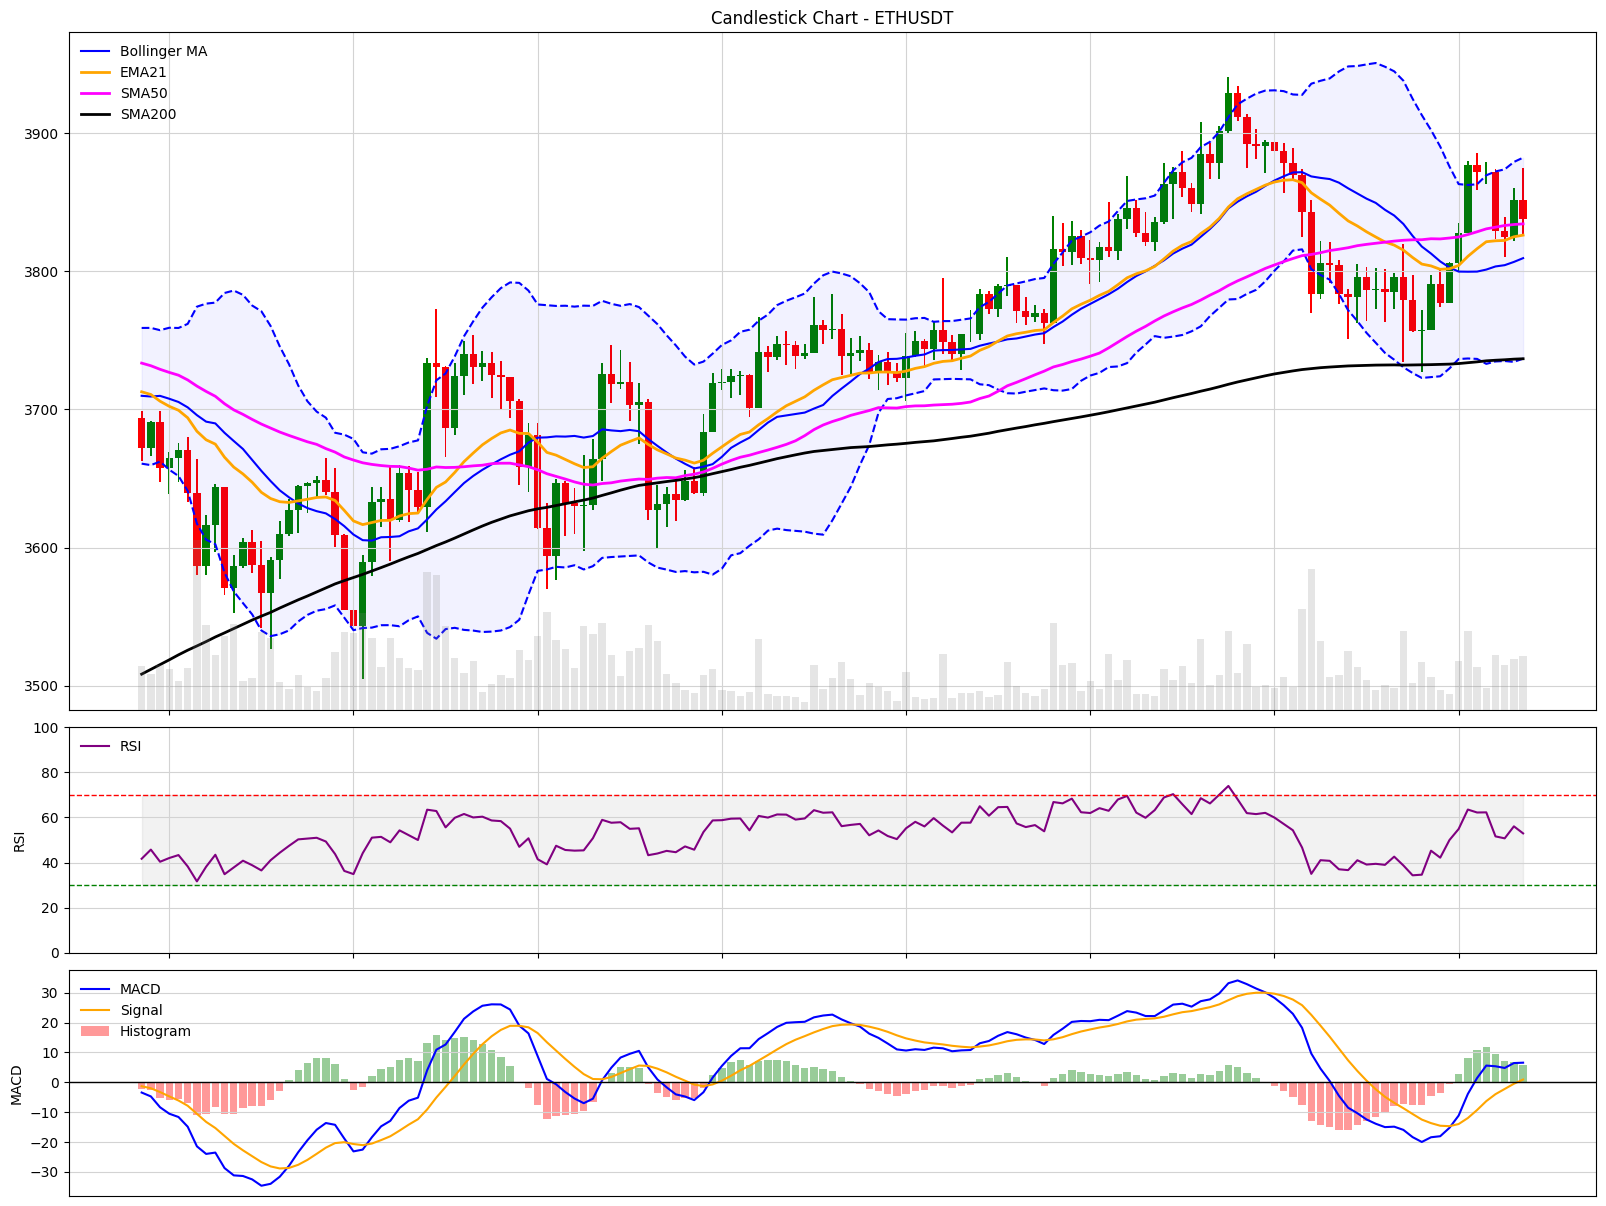 Candlestick Chart - ETHUSDT
Bollinger MA
EMA21
SMA50
SMA200
3900
3800
3700
3600
3500
100
RSI
80
60
40
20
0
RSI
MACD
Signal
Histogram
30
20
10
0
−10
−20
−30
MACD